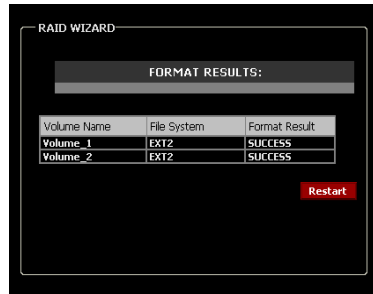 RAID WIZARD
FORMAT RESULTS:
Volume Name File System Format Result
Volume_1 EXT2 SUCCESS
Volume_2 EXT2 SUCCESS
Restart